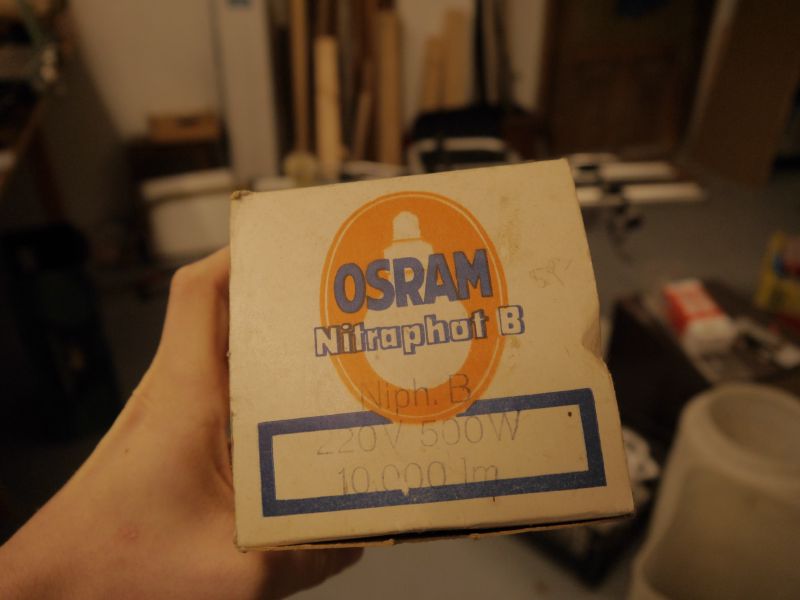 OSRAM
Nitraphot B
Niph. B
220V 500W
10.000 lm